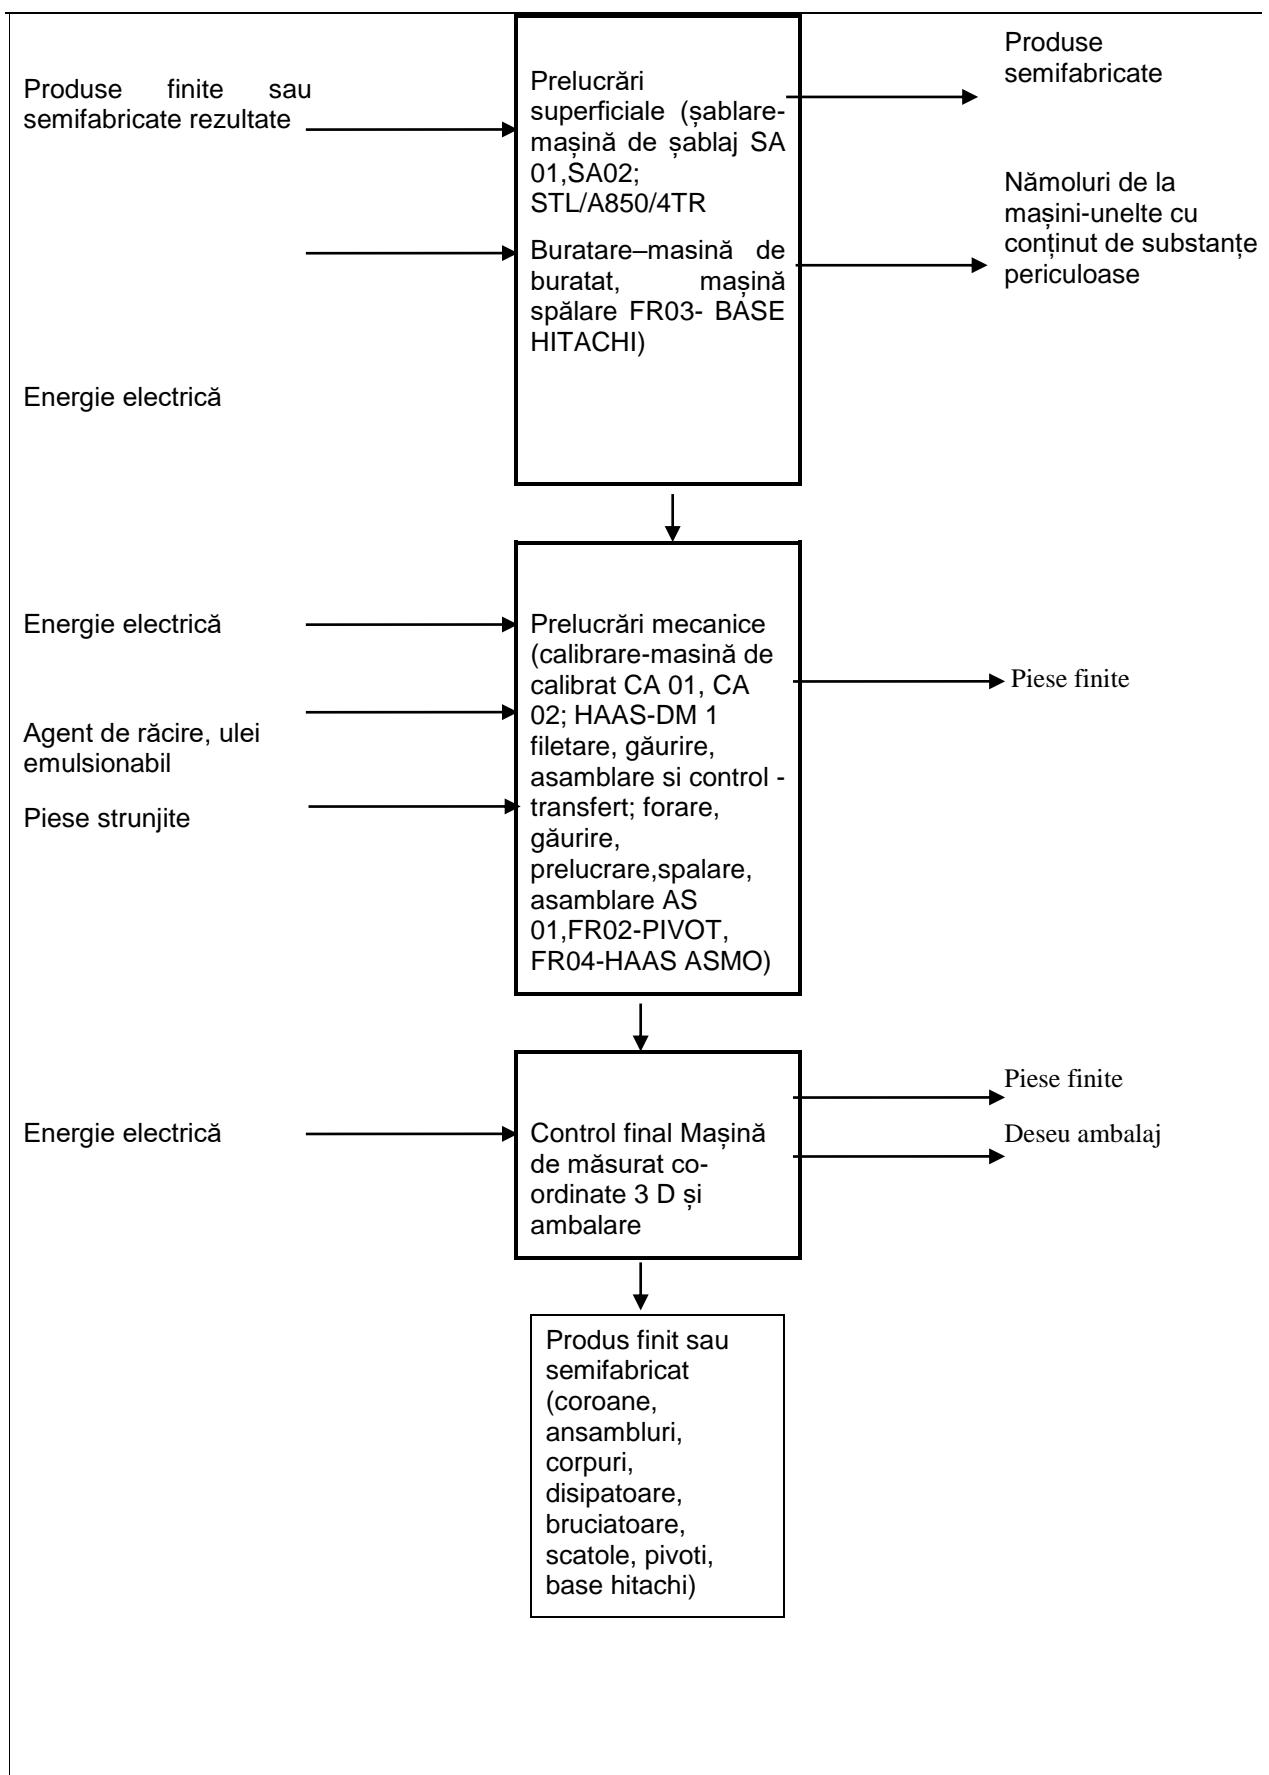 Produse finite sau
semifabricate rezultate
Prelucrări
superficiale (șablare-
mașină de șablaj SA
01,SA02;
STL/A850/4TR
Buratare–masină de
buratat, mașină
spălare FR03- BASE
HITACHI)
Produse
semifabricate
Nămoluri de la
mașini-unelte cu
conținut de substanțe
periculoase
Energie electrică
Energie electrică
Agent de răcire, ulei
emulsionabil
Piese strunjite
Prelucrări mecanice
(calibrare-masină de
calibrat CA 01, CA
02; HAAS-DM 1
filetare, găurire,
asamblare si control -
transfert; forare,
găurire,
prelucrare,spalare,
asamblare AS
01,FR02-PIVOT,
FR04-HAAS ASMO)
Piese finite
Energie electrică
Control final Mașină
de măsurat co-
ordinate 3 D și
ambalare
Piese finite
Deseu ambalaj
Produs finit sau
semifabricat
(coroane,
ansambluri,
corpuri,
disipatoare,
bruciatoare,
scatole, pivoti,
base hitachi)